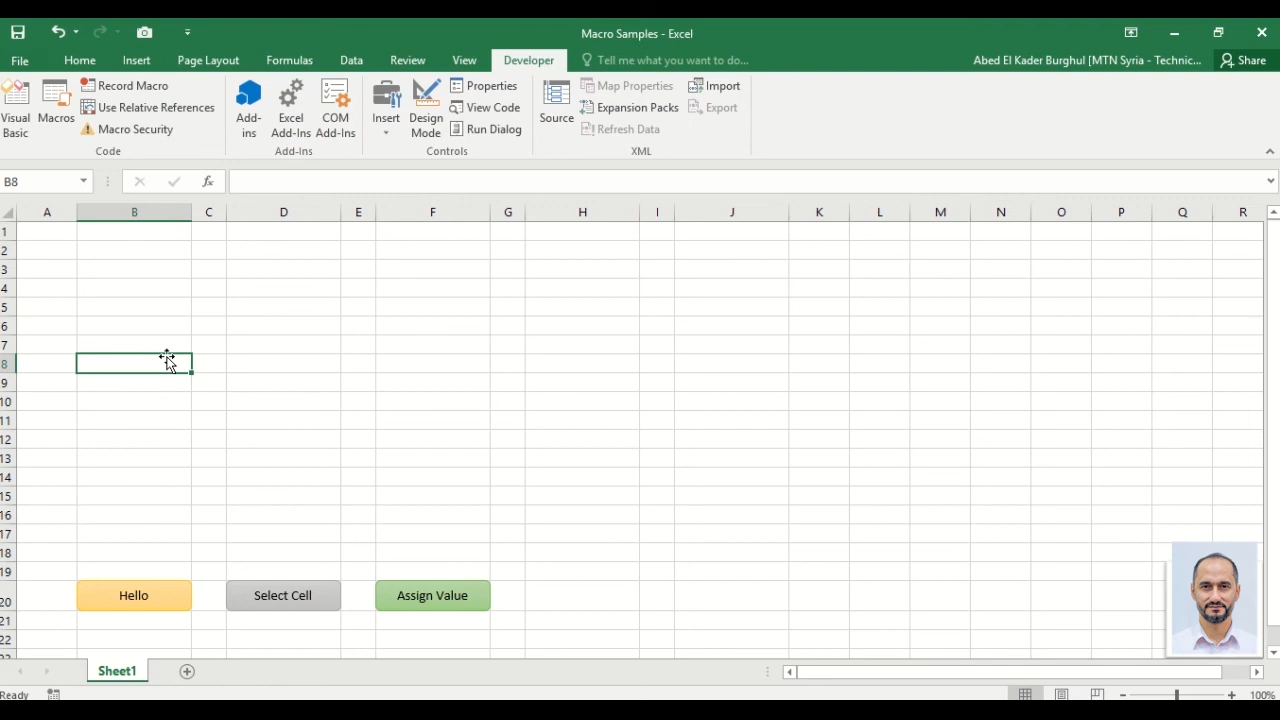 Macro Samples - Excel
File Home Insert Page Layout Formulas Data Review View Developer Tell me what you want to do... Abed El Kader Burghul [MTN Syria - Technic... Share
Visual Basic
Macros
Record Macro
Use Relative References
Macro Security
Code
Add-ins
Excel Add-Ins
COM Add-Ins
Add-Ins
Insert
Design Mode
Properties
View Code
Run Dialog
Controls
Source
Map Properties
Expansion Packs
Refresh Data
Import
Export
XML
B8 fx
A B C D E F G H I J K L M N O P Q R
1
2
3
4
5
6
7
8
9
10
11
12
13
14
15
16
17
18
19
20 Hello Select Cell Assign Value
21
22
Sheet1
Ready 100%